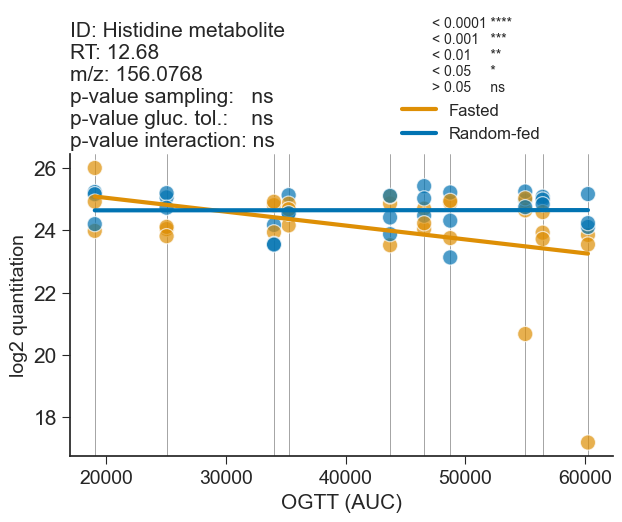 ID: Histidine metabolite
RT: 12.68
m/z: 156.0768
p-value sampling: ns
p-value gluc. tol.: ns
p-value interaction: ns
< 0.0001 ****
< 0.001 ***
< 0.01 **
< 0.05 *
> 0.05 ns
Fasted
Random-fed
26
24
22
20
18
log2 quantitation
20000 30000 40000 50000 60000
OGTT (AUC)